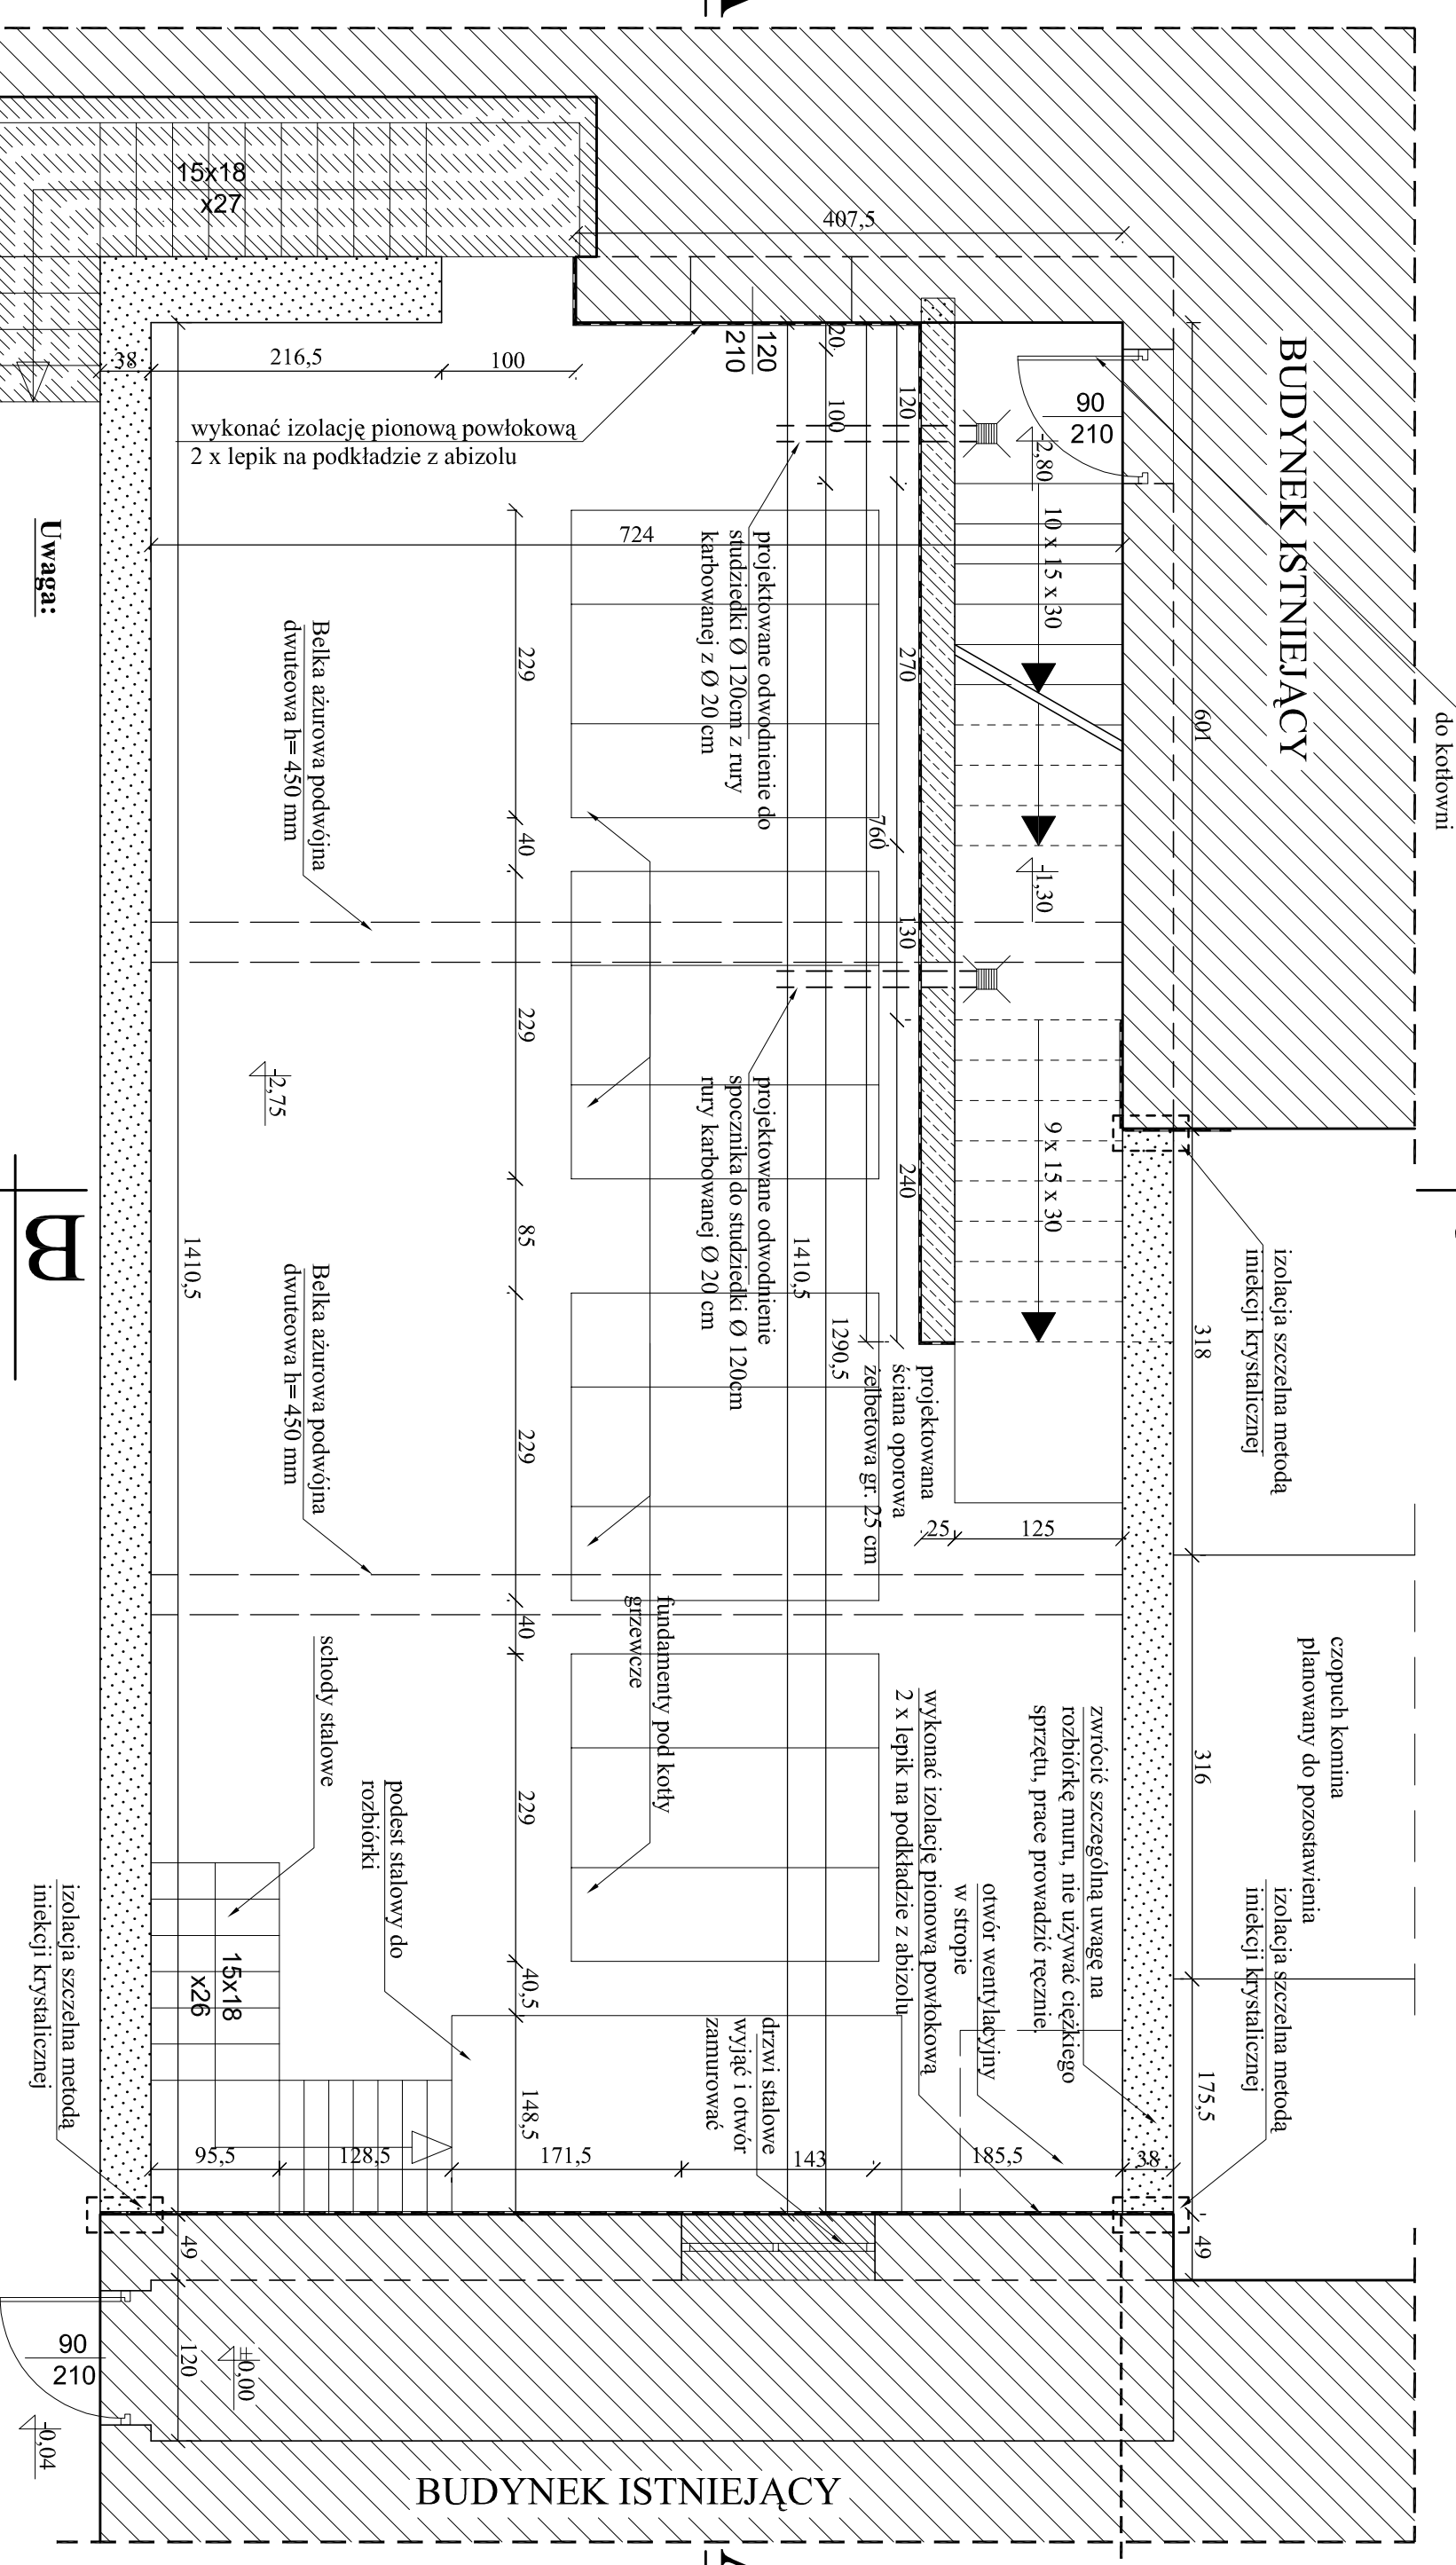 do kotłowni
BUDYNEK ISTNIEJĄCY
15x18
x27
407,5
38
216,5
100
120
210
20
100
120
90
210
-2,80
10 x 15 x 30
601
wykonać izolację pionową powłokową
2 x lepik na podkładzie z abizolu
Uwaga:
724
projektowane odwodnienie do
studziedki Ø 120cm z rury
karbowanej z Ø 20 cm
270
760
130
-1,30
229
40
229
85
229
40
229
40,5
148,5
Belka ażurowa podwójna
dwuteowa h= 450 mm
-2,75
projektowane odwodnienie
spocznika do studziedki Ø 120cm
rury karbowanej Ø 20 cm
240
9 x 15 x 30
izolacja szczelna metodą
iniekcji krystalicznej
318
B
1410,5
1410,5
1290,5
projektowana
ściana oporowa
żelbetowa gr. 25 cm
25
125
Belka ażurowa podwójna
dwuteowa h= 450 mm
fundamenty pod kotły
grzewcze
schody stalowe
podest stalowy do
rozbiórki
czopuch komina
planowany do pozostawienia
316
zwrócić szczególną uwagę na
rozbiórkę muru, nie używać ciężkiego
sprzętu, prace prowadzić ręcznie.
otwór wentylacyjny
w stropie
wykonać izolację pionową powłokową
2 x lepik na podkładzie z abizolu
izolacja szczelna metodą
iniekcji krystalicznej
175,5
drzwi stalowe
wyjąć i otwór
zamurować
15x18
x26
izolacja szczelna metodą
iniekcji krystalicznej
95,5
128,5
171,5
143
185,5
38
49
49
120
±0,00
90
210
-0,04
BUDYNEK ISTNIEJĄCY